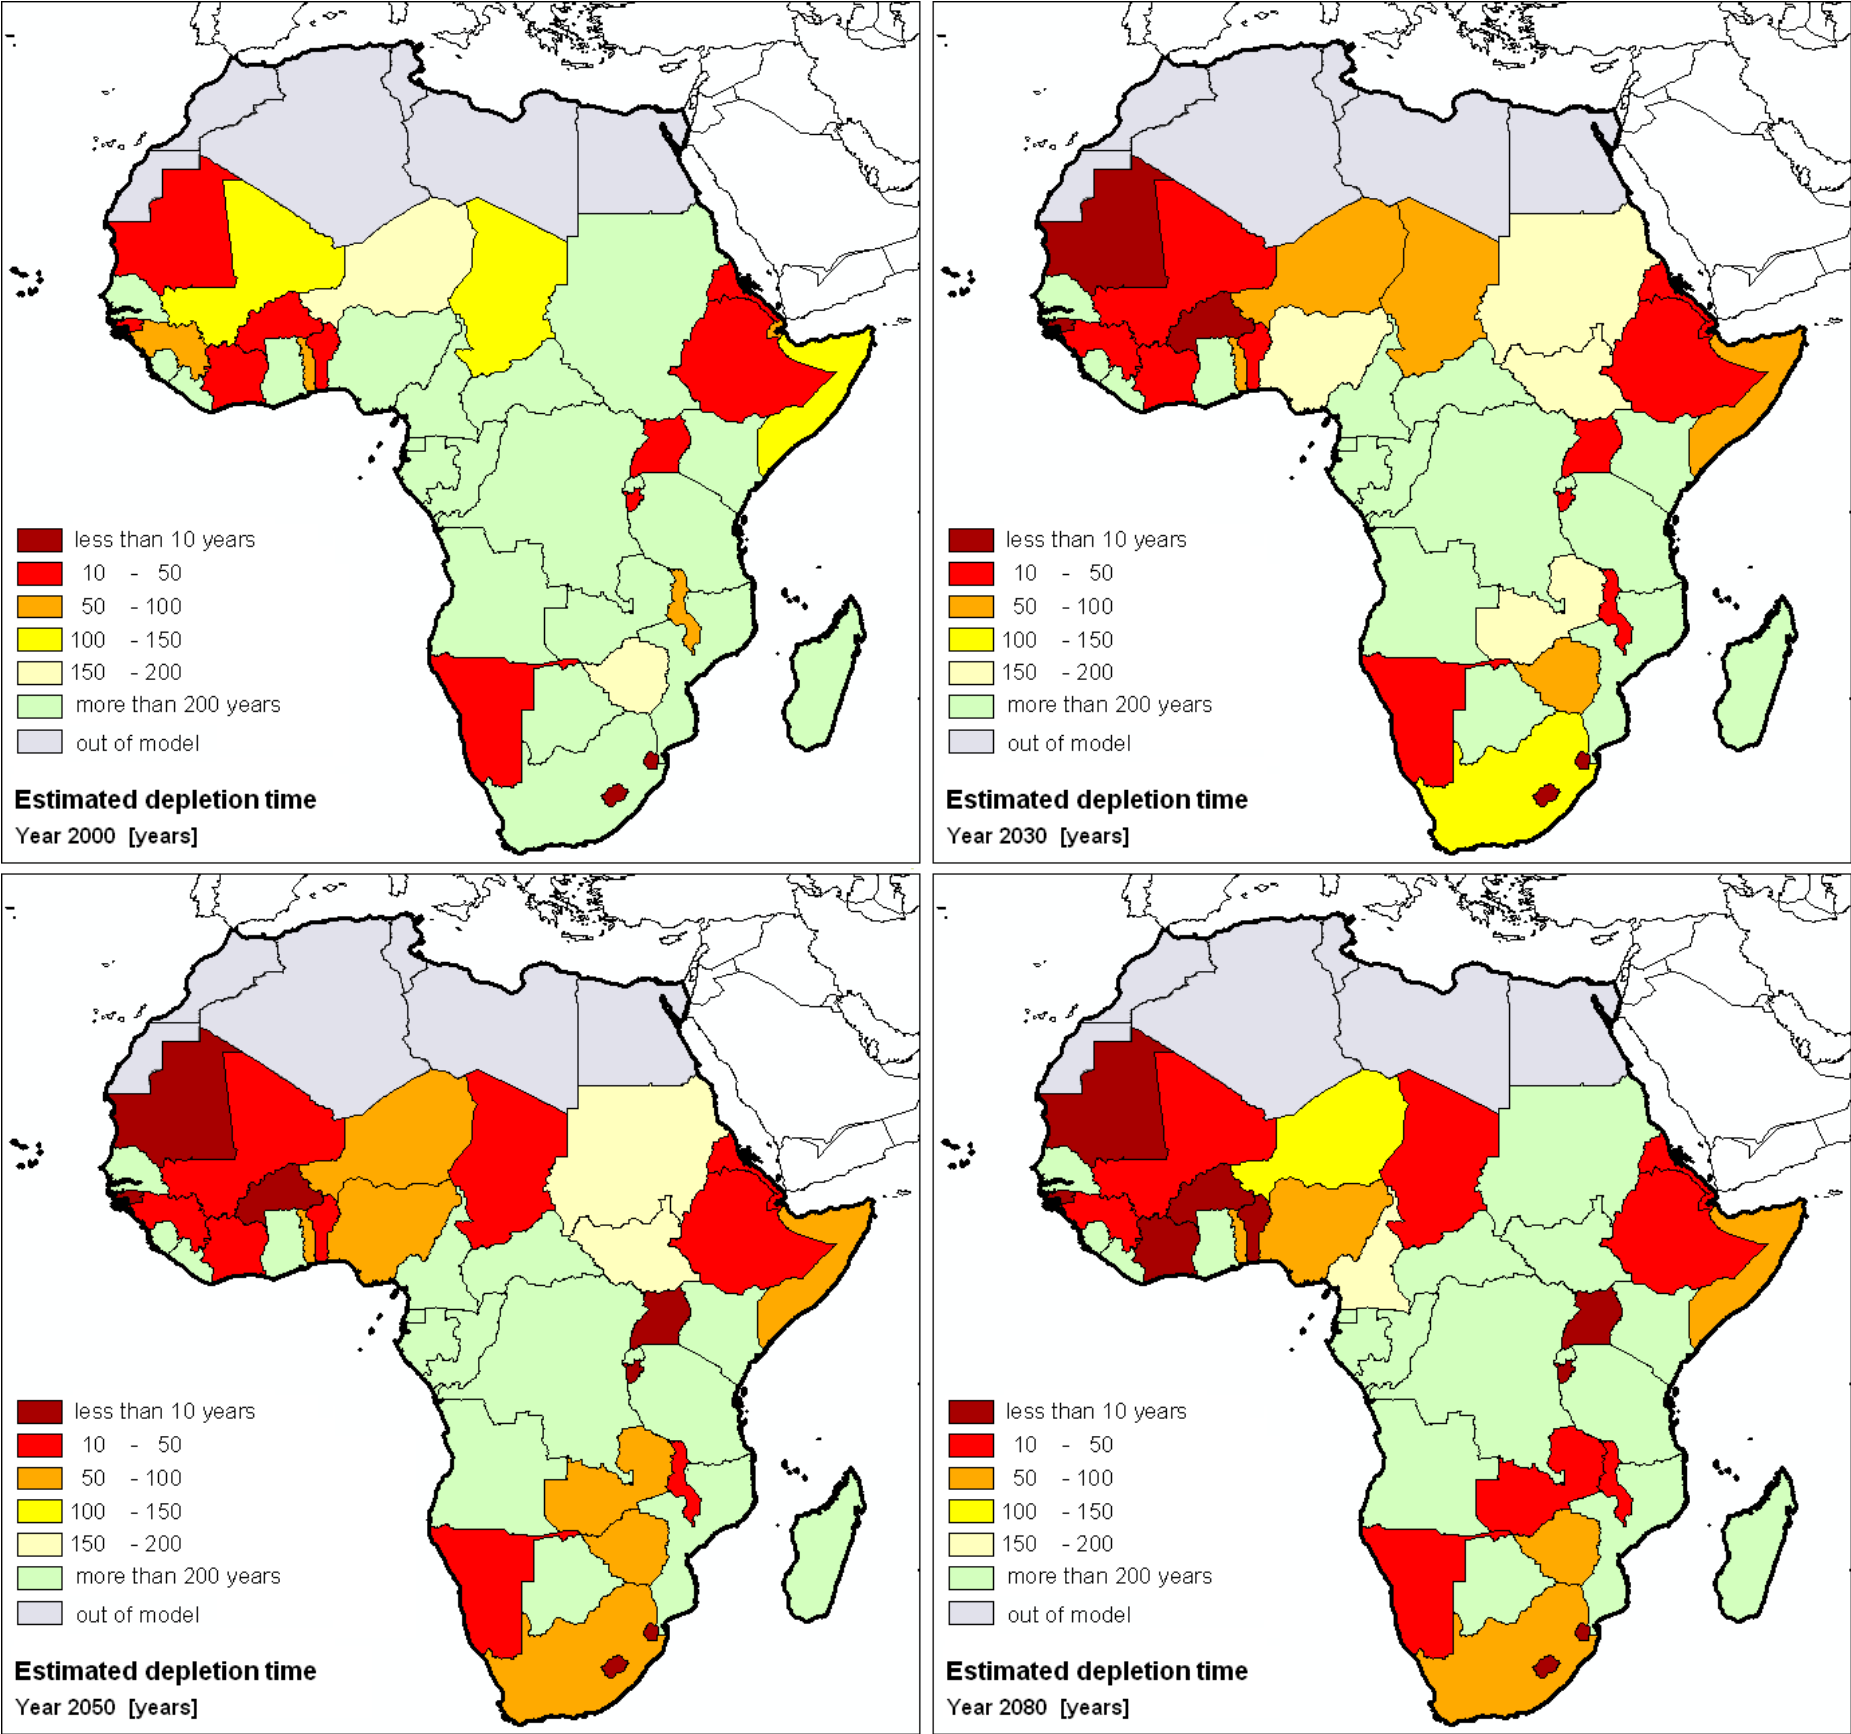 less than 10 years
10 - 50
50 - 100
100 - 150
150 - 200
more than 200 years
out of model
Estimated depletion time
Year 2000 [years]
less than 10 years
10 - 50
50 - 100
100 - 150
150 - 200
more than 200 years
out of model
Estimated depletion time
Year 2030 [years]
less than 10 years
10 - 50
50 - 100
100 - 150
150 - 200
more than 200 years
out of model
Estimated depletion time
Year 2050 [years]
less than 10 years
10 - 50
50 - 100
100 - 150
150 - 200
more than 200 years
out of model
Estimated depletion time
Year 2080 [years]